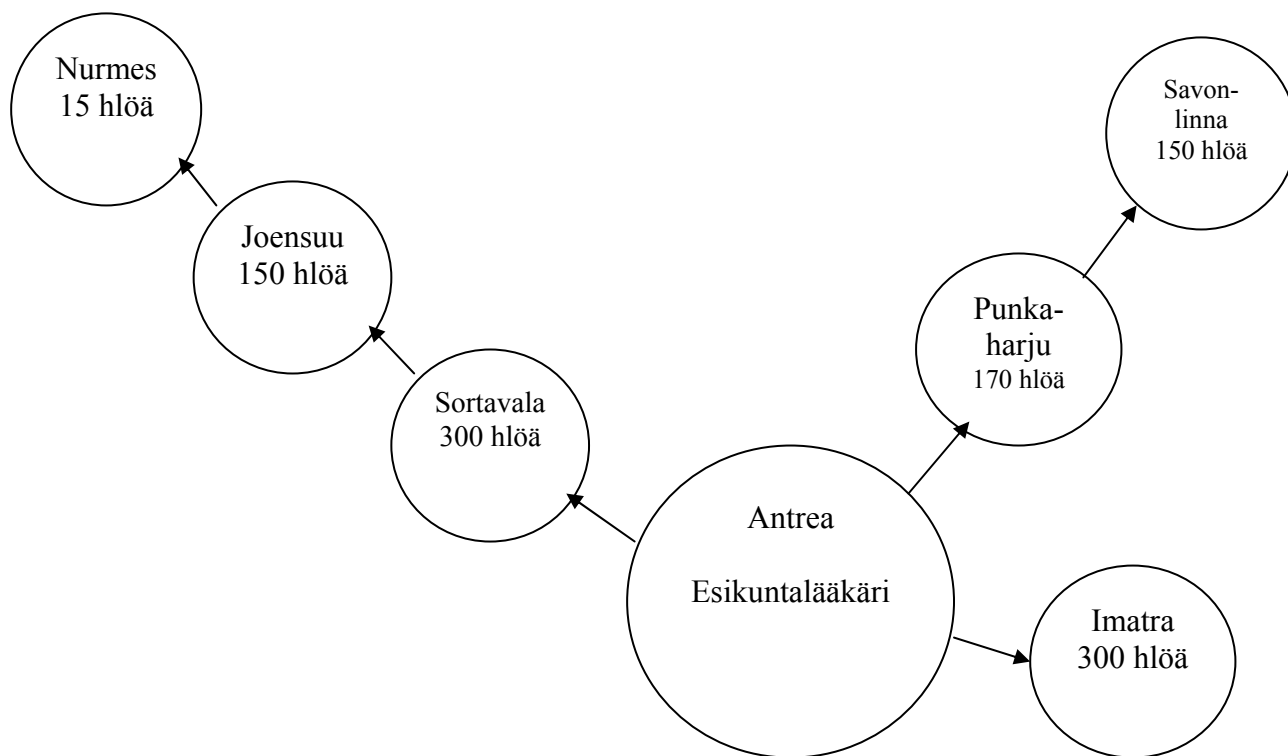 Nurmes
15 hlöä
Savon-
linna
150 hlöä
Joensuu
150 hlöä
Punka-
harju
170 hlöä
Sortavala
300 hlöä
Antrea
Esikuntalääkäri
Imatra
300 hlöä